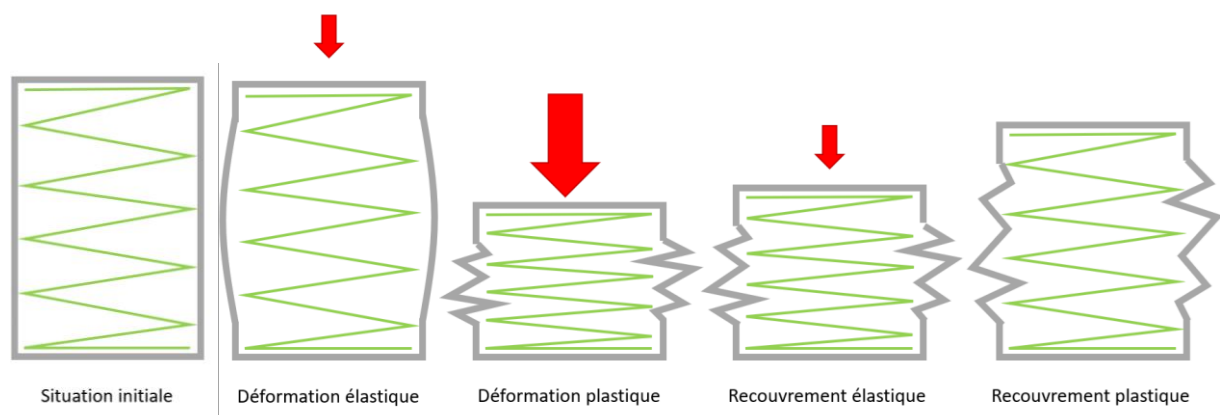 Situation initiale
Déformation élastique
Déformation plastique
Recouvrement élastique
Recouvrement plastique